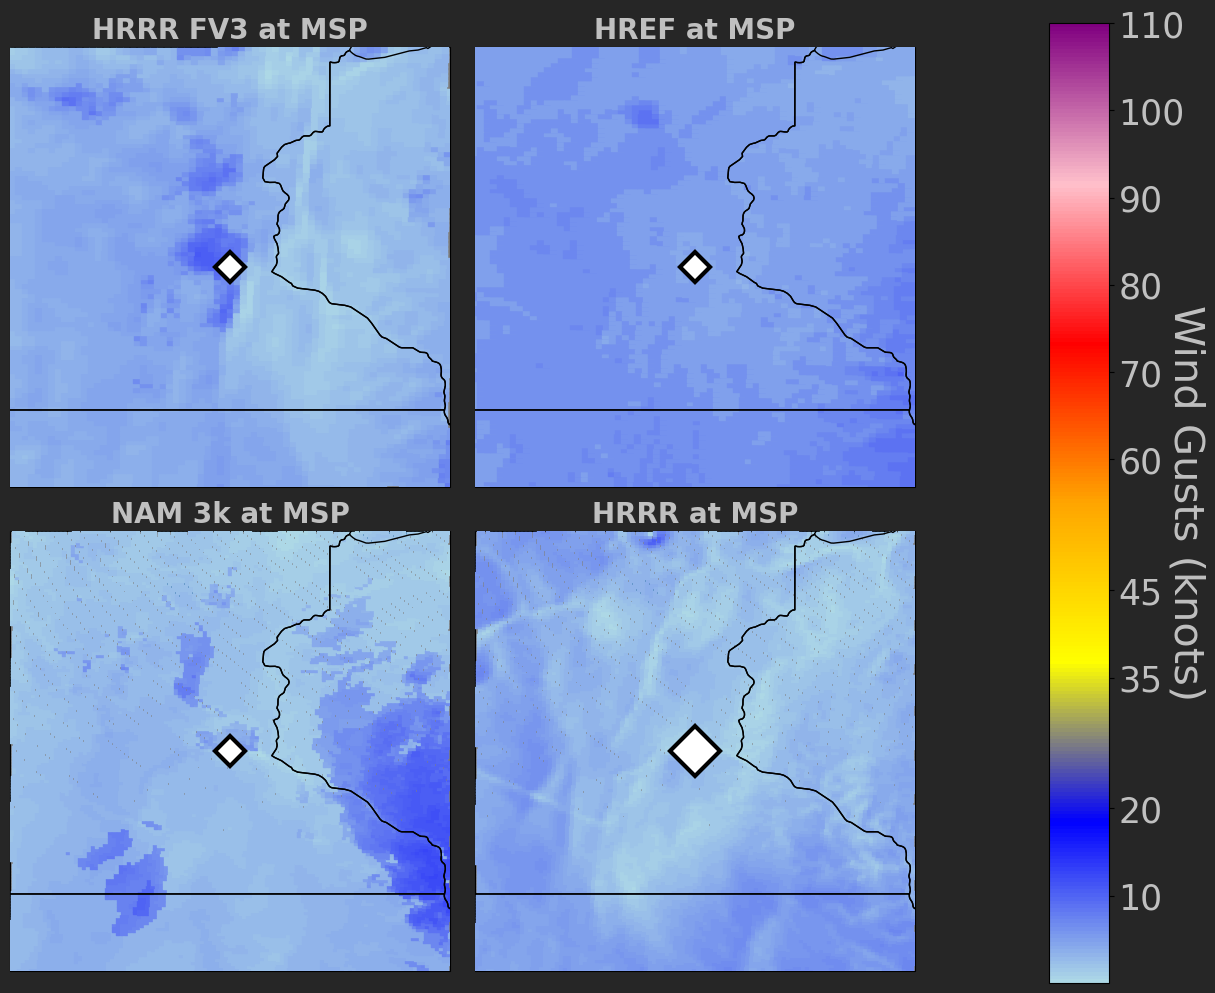 HRRR FV3 at MSP
HREF at MSP
NAM 3k at MSP
HRRR at MSP
110
100
90
80
70
60
45
35
20
10
Wind Gusts (knots)